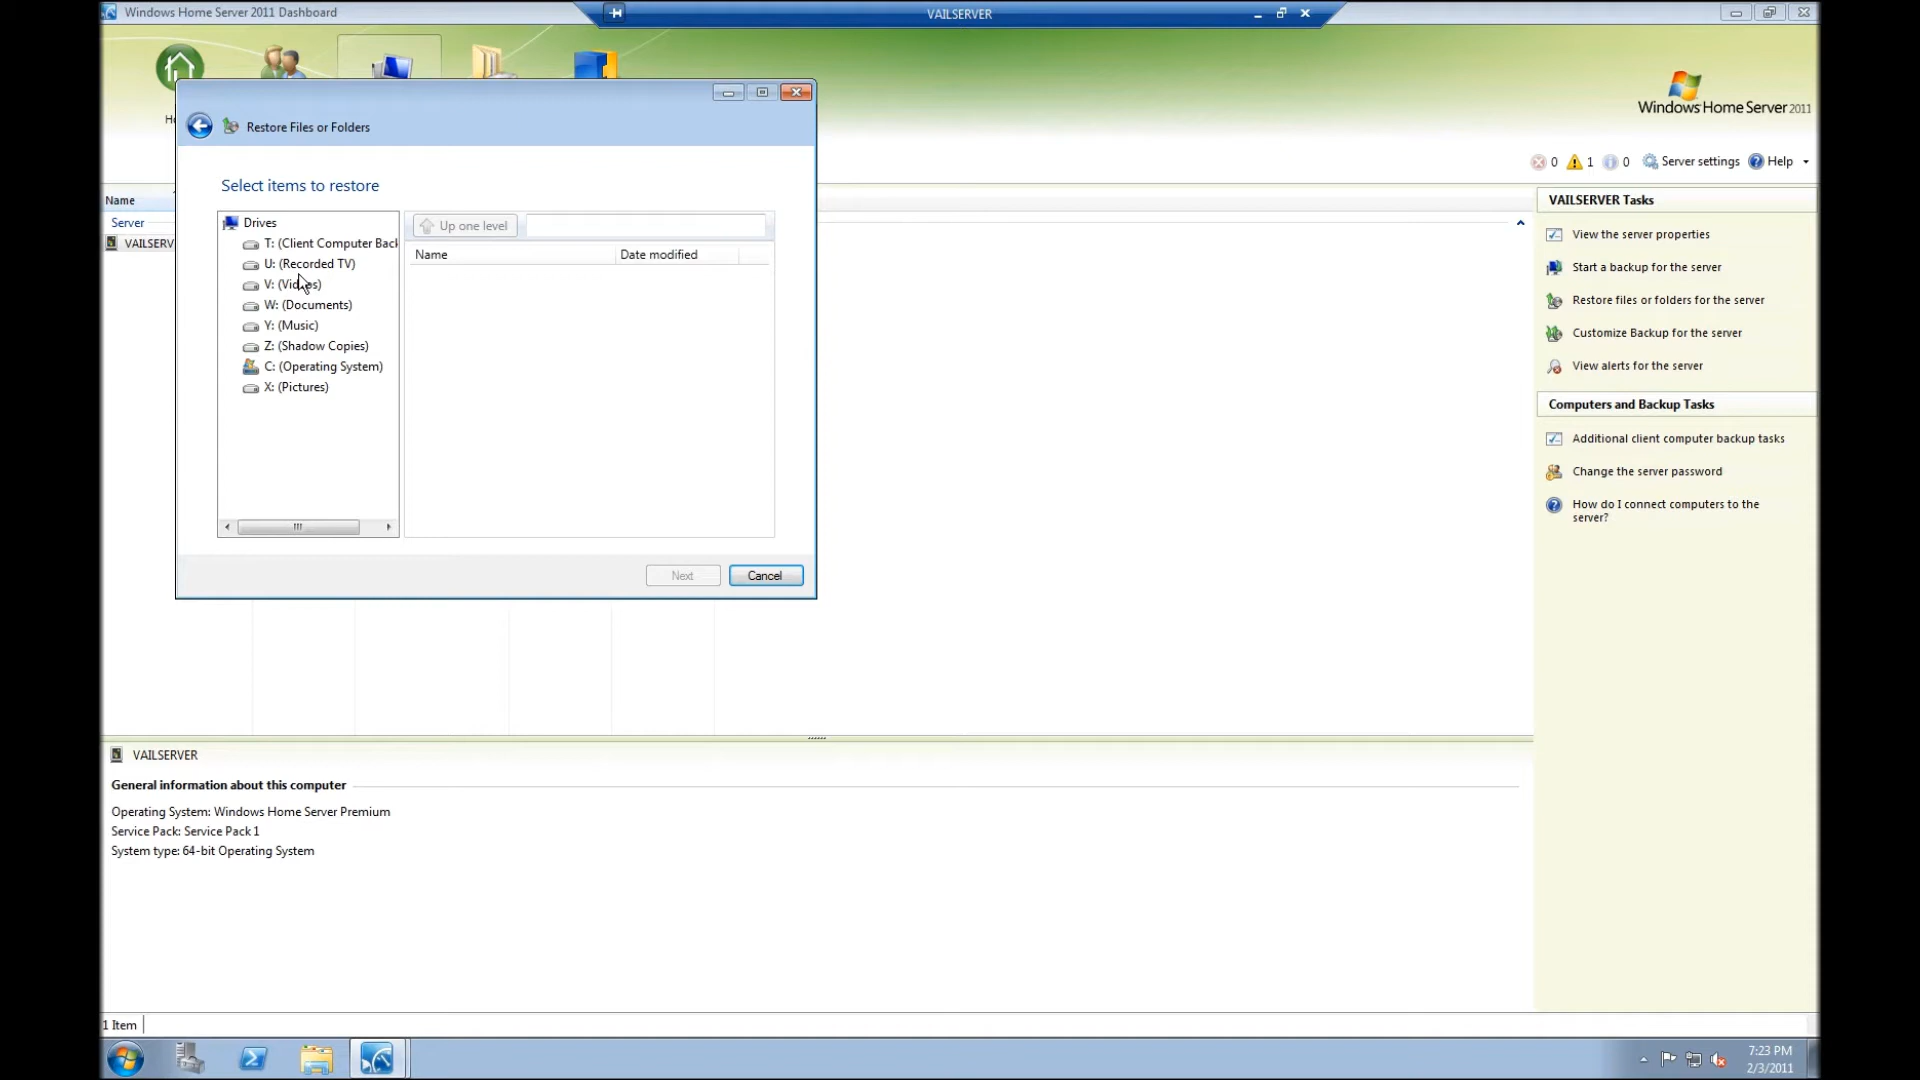 Windows Home Server 2011 Dashboard
VAILSERVER
Windows Home Server 2011
Restore Files or Folders
0 1 0 Server settings Help
Select items to restore
Name
Server
VAILSERV
Drives
T: (Client Computer Back
U: (Recorded TV)
V: (Videos)
W: (Documents)
Y: (Music)
Z: (Shadow Copies)
C: (Operating System)
X: (Pictures)
Up one level
Name Date modified
Next Cancel
VAILSERVER Tasks
View the server properties
Start a backup for the server
Restore files or folders for the server
Customize Backup for the server
View alerts for the server
Computers and Backup Tasks
Additional client computer backup tasks
Change the server password
How do I connect computers to the
server?
VAILSERVER
General information about this computer
Operating System: Windows Home Server Premium
Service Pack: Service Pack 1
System type: 64-bit Operating System
1 Item
7:23 PM
2/3/2011